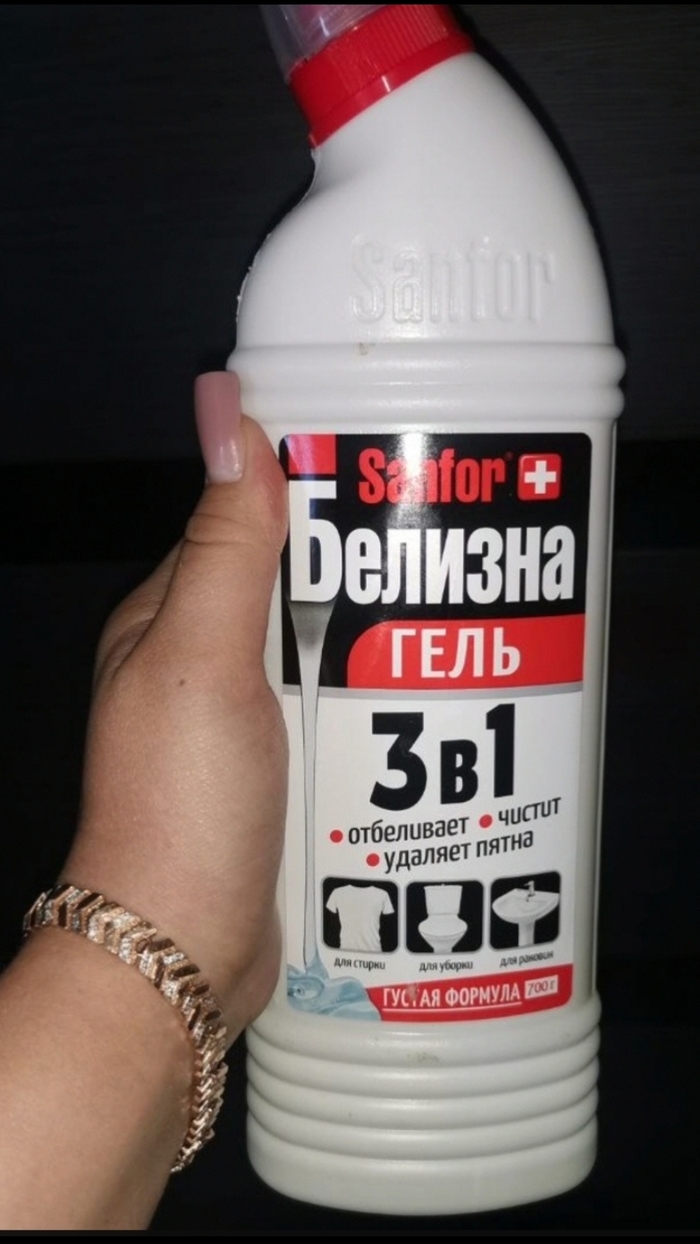 Sanfor
Sanfor
Белизна
ГЕЛЬ
3в1
• отбеливает • чистит
• удаляет пятна
для стирки для уборки для раковин
ГУСТАЯ ФОРМУЛА 700 г